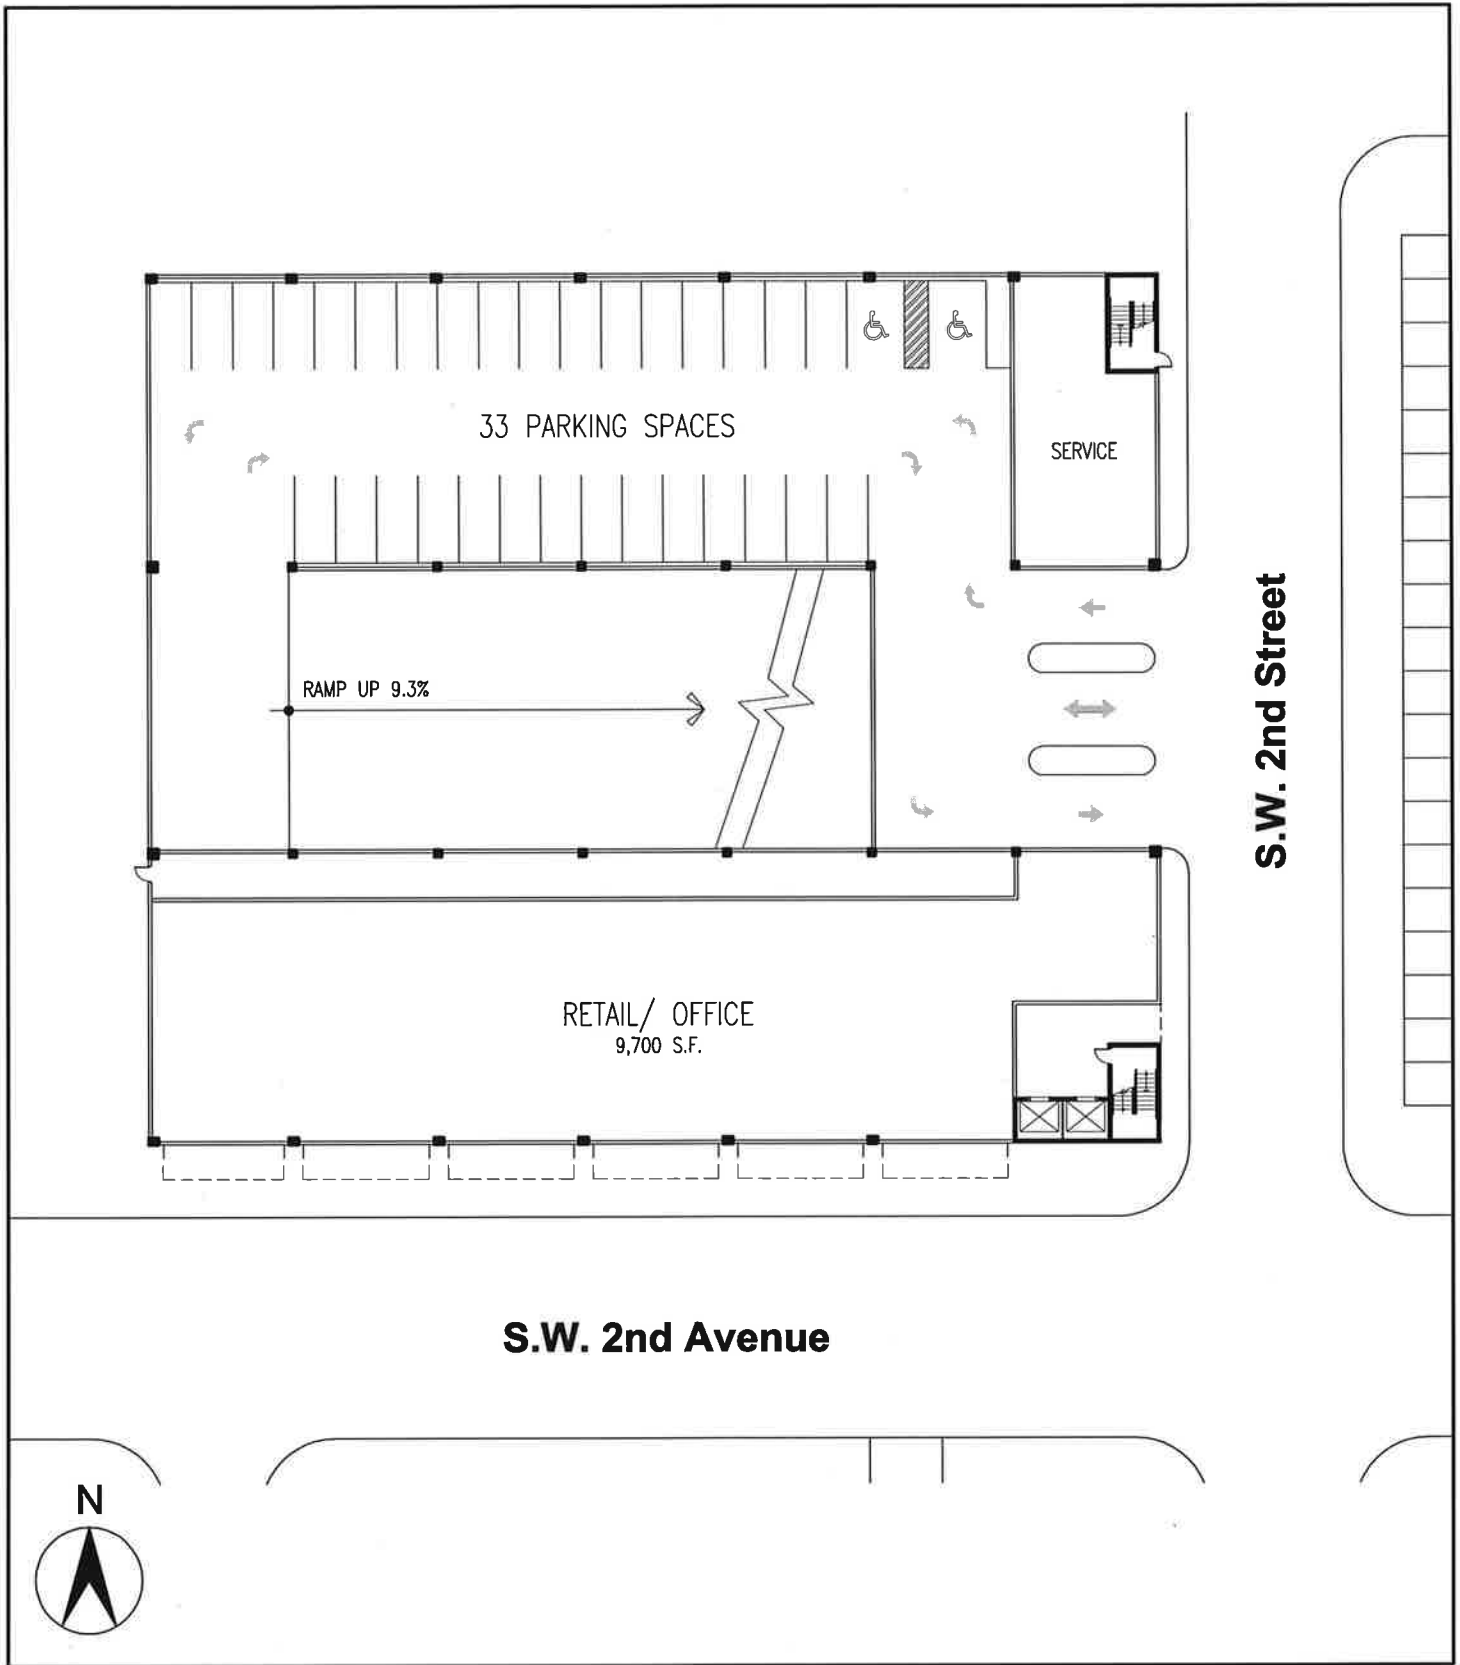 33 PARKING SPACES
SERVICE
RAMP UP 9.3%
S.W. 2nd Street
RETAIL/ OFFICE
9,700 S.F.
S.W. 2nd Avenue
N